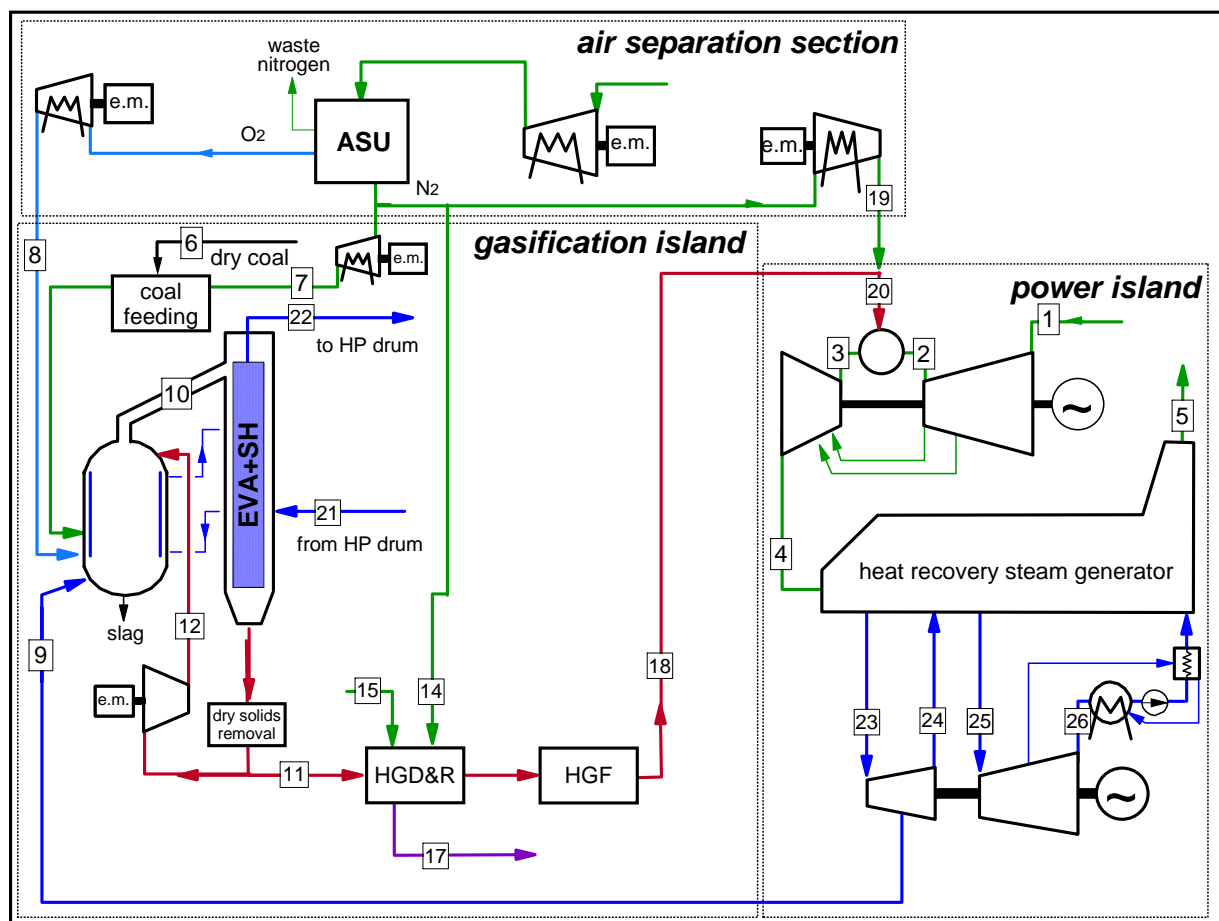 air separation section
waste
nitrogen
e.m.
O2
ASU
e.m.
e.m.
N2
19
8
6
dry coal
gasification island
e.m.
7
coal
feeding
22
to HP drum
20
power island
1
3
2
10
~
5
EVA+SH
21
from HP drum
4
heat recovery steam generator
slag
12
9
18
e.m.
dry solids
removal
15
14
23
24
25
26
11
HGD&R
HGF
~
17